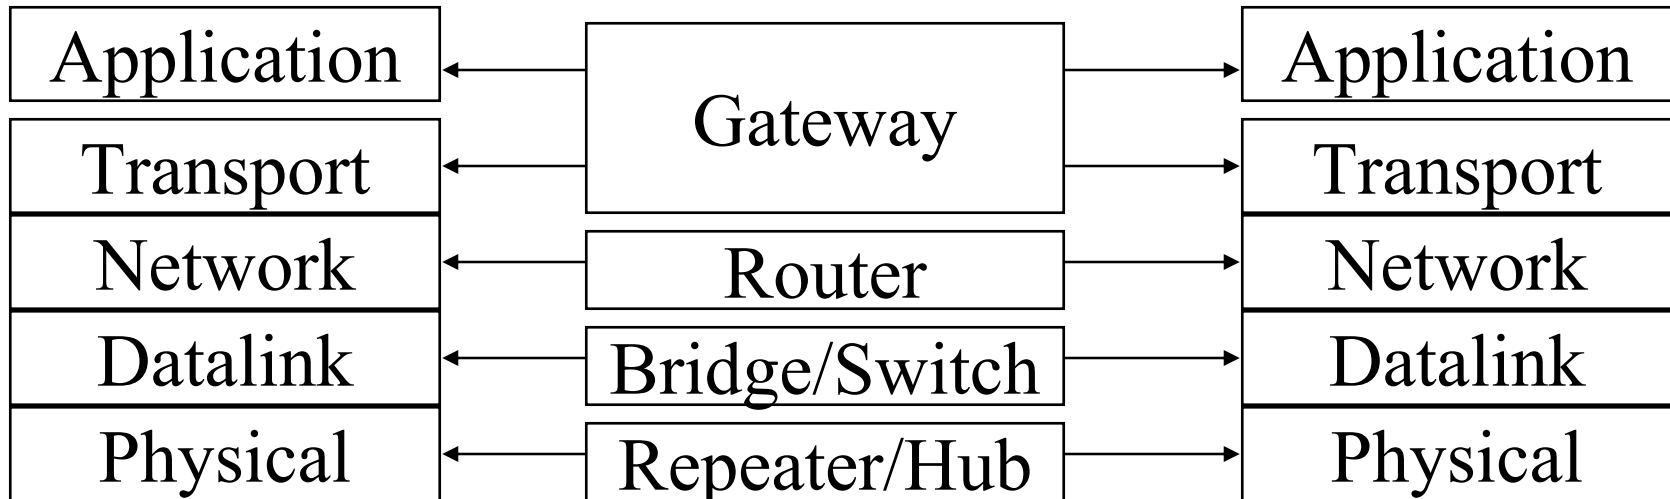 Application
Gateway
Application
Transport
Transport
Network
Router
Network
Datalink
Bridge/Switch
Datalink
Physical
Repeater/Hub
Physical